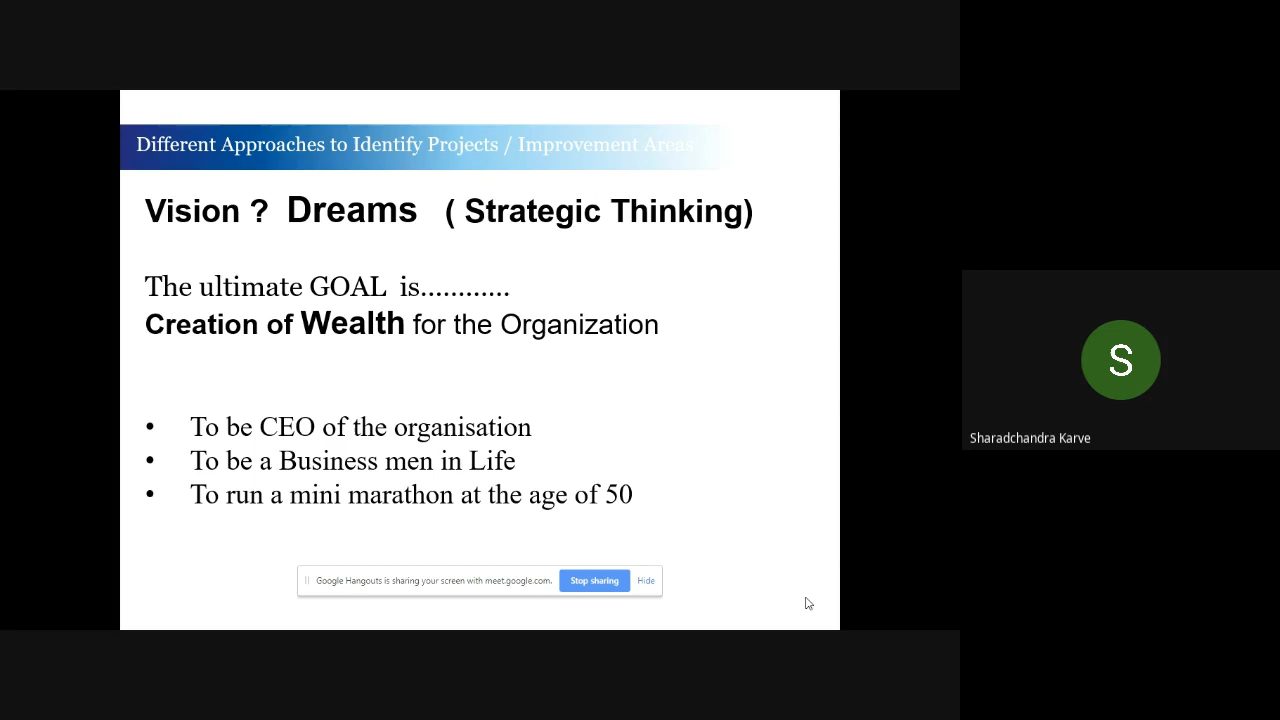 Different Approaches to Identify Projects / Improvement Areas
Vision ? Dreams ( Strategic Thinking)
The ultimate GOAL is............
Creation of Wealth for the Organization
• To be CEO of the organisation
• To be a Business men in Life
• To run a mini marathon at the age of 50
Google Hangouts is sharing your screen with meet.google.com. Stop sharing Hide
S
Sharadchandra Karve